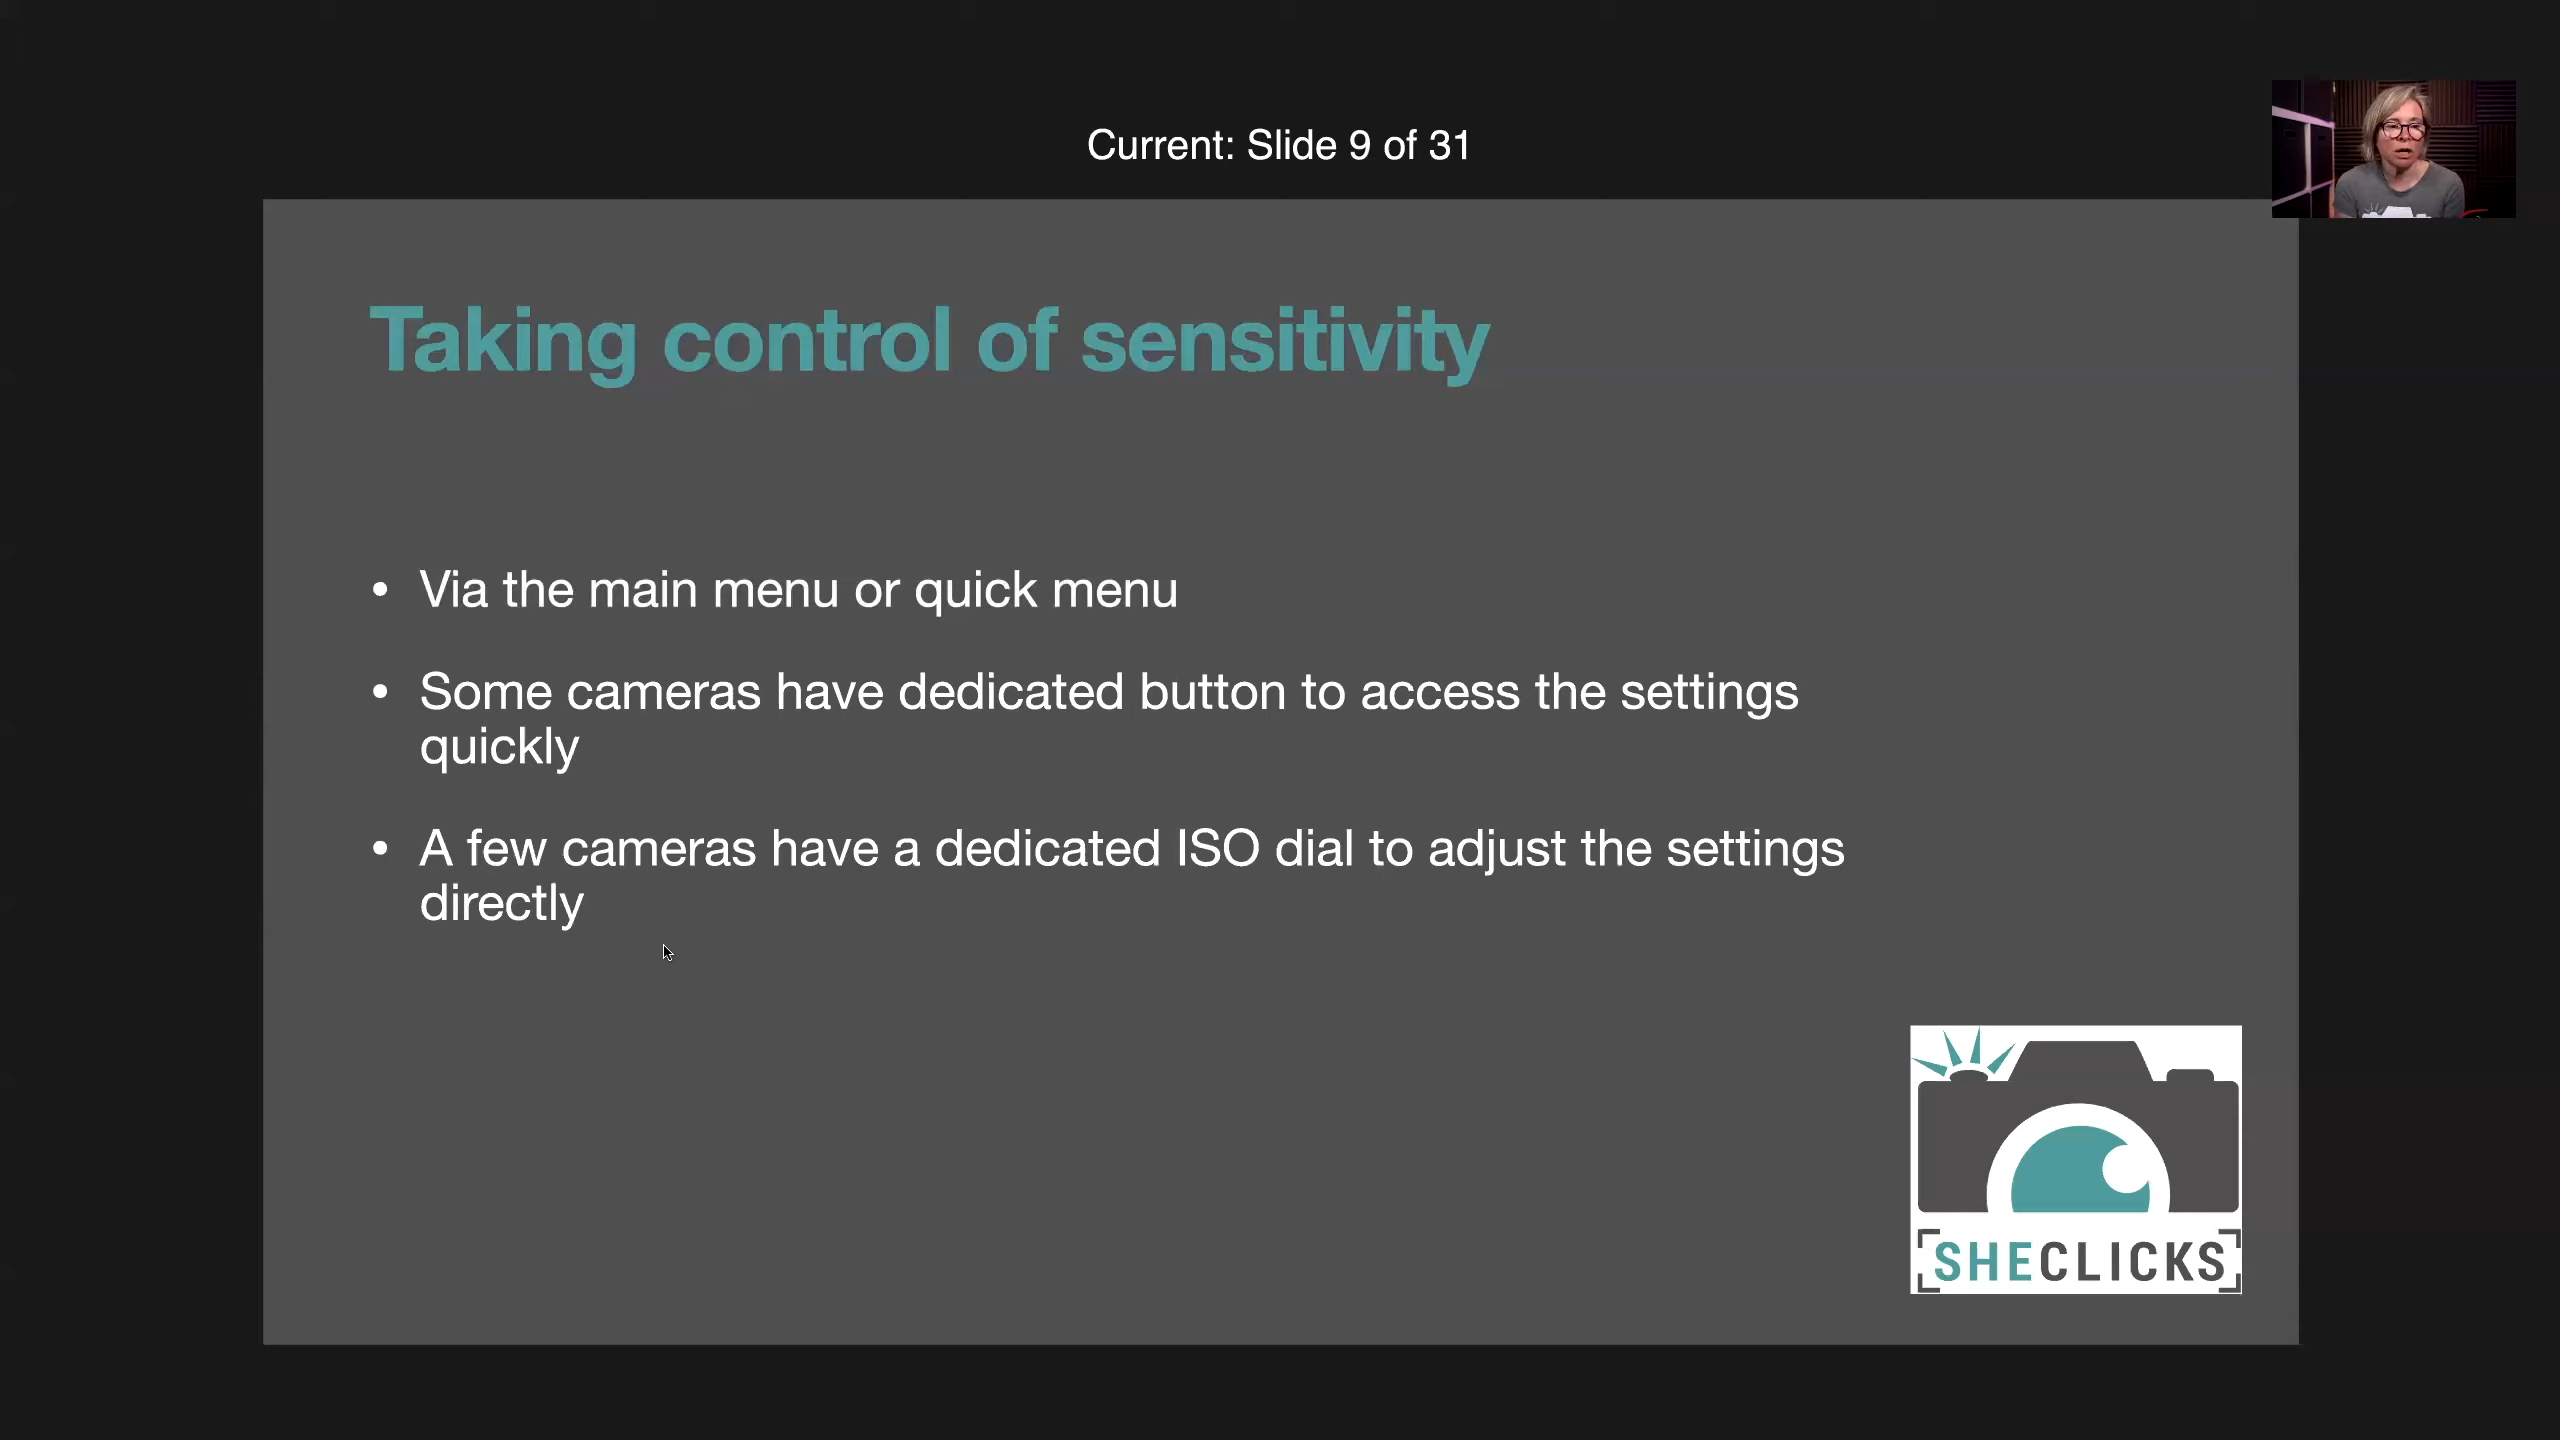 Current: Slide 9 of 31
Taking control of sensitivity
• Via the main menu or quick menu
• Some cameras have dedicated button to access the settings
quickly
• A few cameras have a dedicated ISO dial to adjust the settings
directly
SHECLICKS